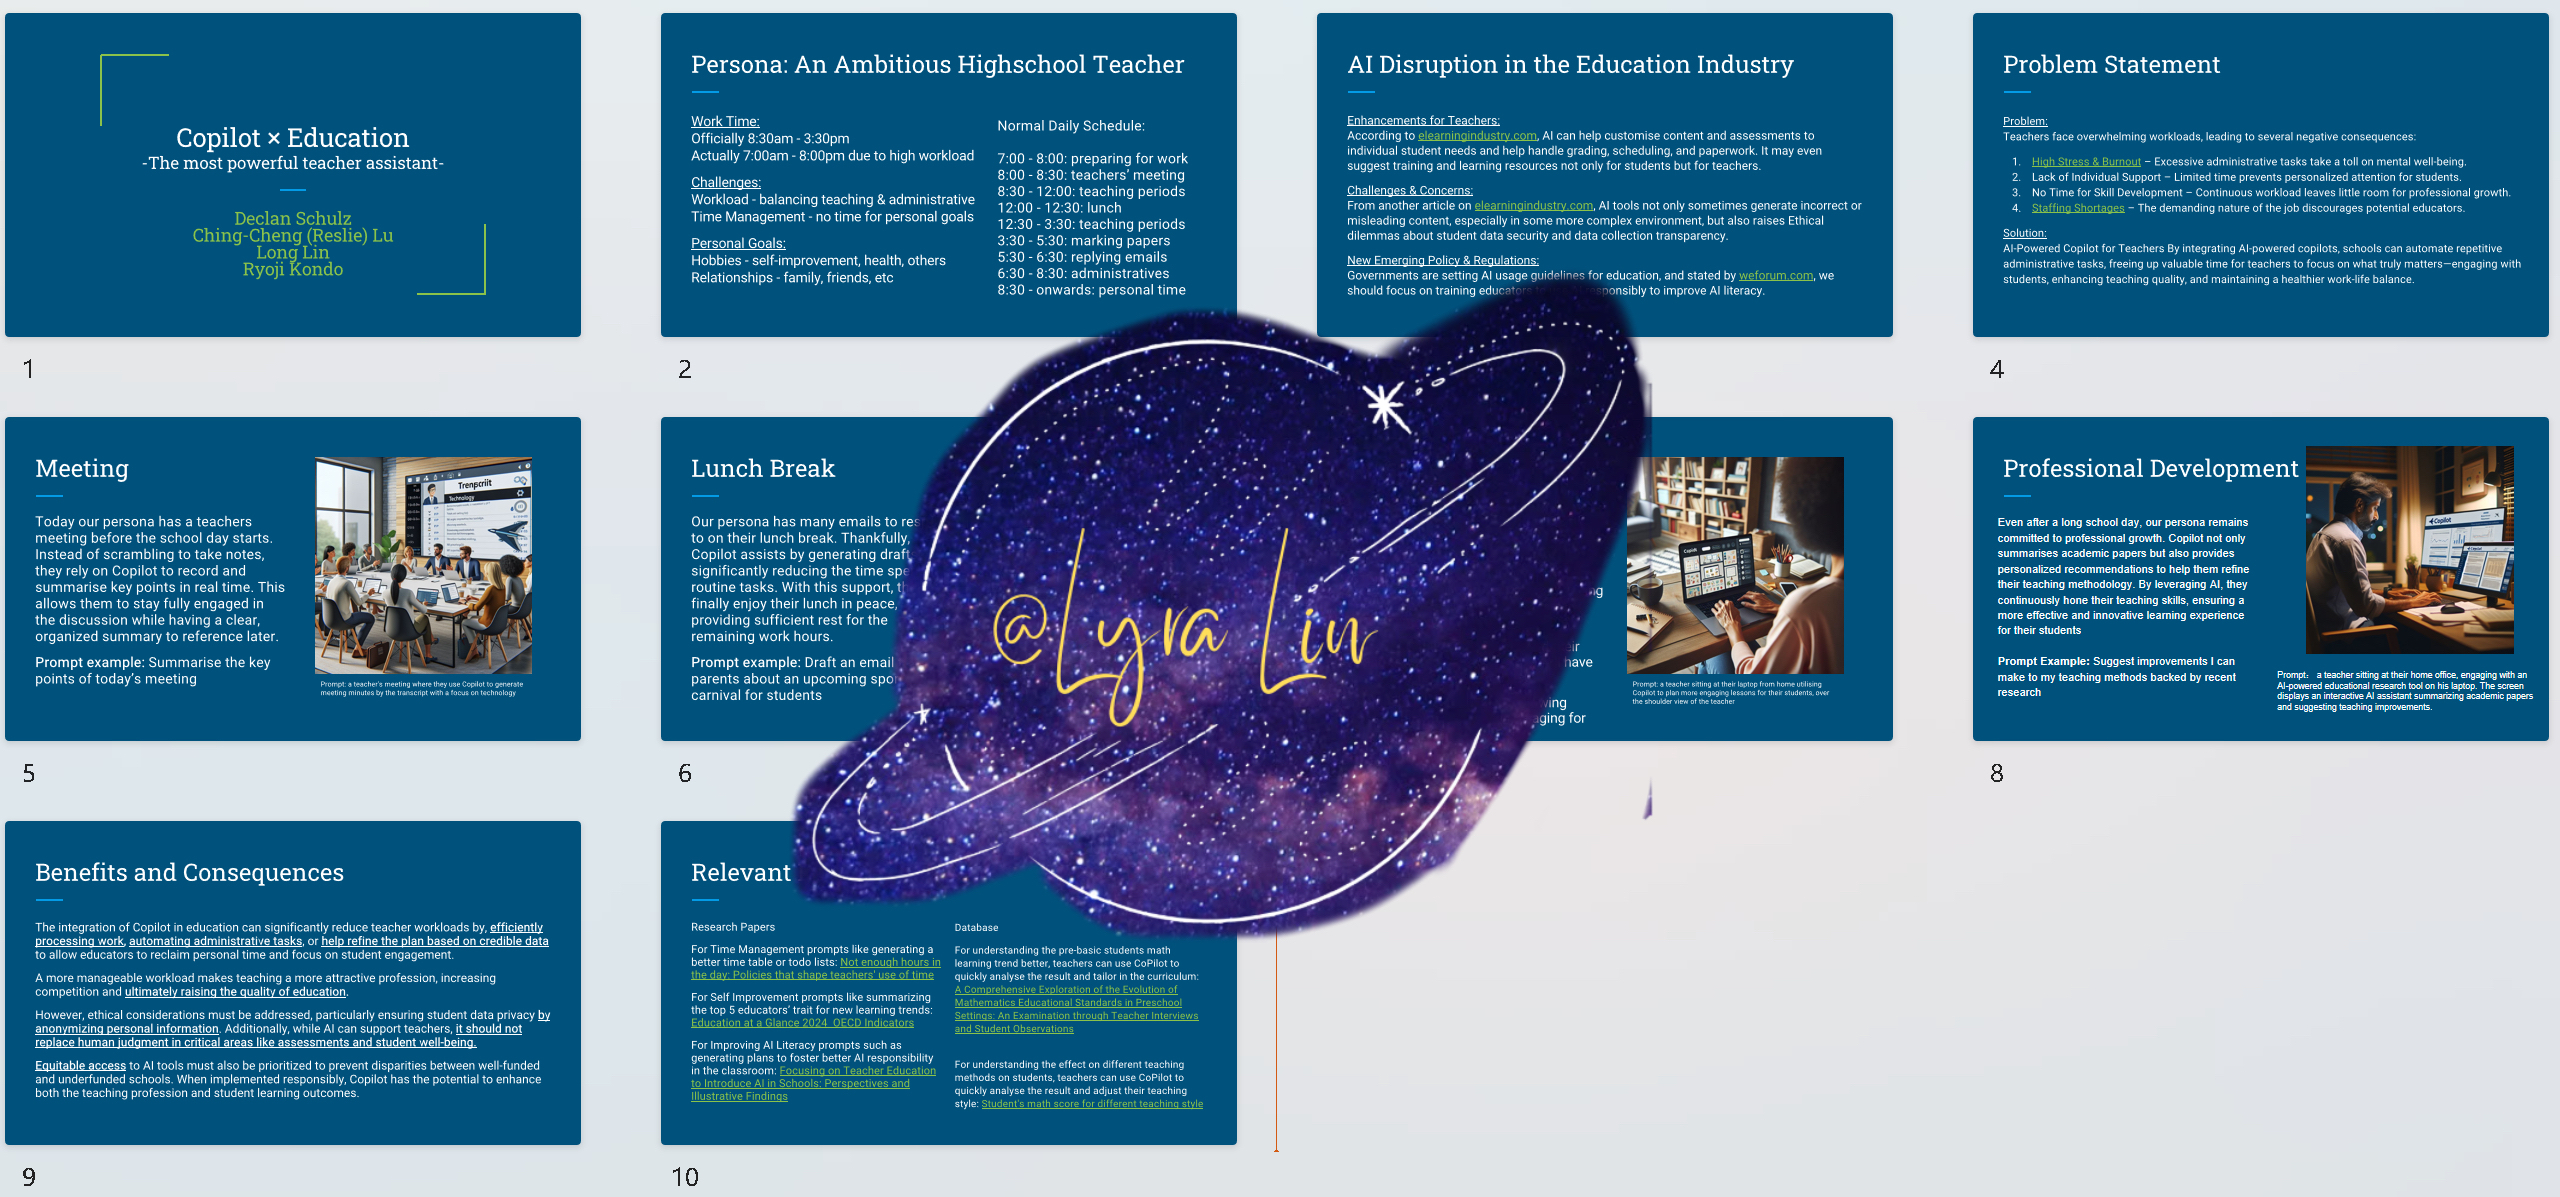 Copilot × Education
-The most powerful teacher assistant-
Declan Schulz
Ching-Cheng (Reslie) Lu
Long Lin
Ryoji Kondo
1
Persona: An Ambitious Highschool Teacher
Work Time:
Officially 8:30am - 3:30pm
Actually 7:00am - 8:00pm due to high workload
Challenges:
Workload - balancing teaching & administrative
Time Management - no time for personal goals
Personal Goals:
Hobbies - self-improvement, health, others
Relationships - family, friends, etc
Normal Daily Schedule:
7:00 - 8:00: preparing for work
8:00 - 8:30: teachers' meeting
8:30 - 12:00: teaching periods
12:00 - 12:30: lunch
12:30 - 3:30: teaching periods
3:30 - 5:30: marking papers
5:30 - 6:30: replying emails
6:30 - 8:30: administratives
8:30 - onwards: personal time
2
AI Disruption in the Education Industry
Enhancements for Teachers:
According to elearningindustry.com, AI can help customise content and assessments to
individual student needs and help handle grading, scheduling, and paperwork. It may even
suggest training and learning resources not only for students but for teachers.
Challenges & Concerns:
From another article on elearningindustry.com, AI tools not only sometimes generate incorrect or
misleading content, especially in some more complex environment, but also raises Ethical
dilemmas about student data security and data collection transparency.
New Emerging Policy & Regulations:
Governments are setting AI usage guidelines for education, and stated by weforum.com, we
should focus on training educators responsibly to improve AI literacy.
Problem Statement
Problem:
Teachers face overwhelming workloads, leading to several negative consequences:
1. High Stress & Burnout – Excessive administrative tasks take a toll on mental well-being.
2. Lack of Individual Support – Limited time prevents personalized attention for students.
3. No Time for Skill Development – Continuous workload leaves little room for professional growth.
4. Staffing Shortages – The demanding nature of the job discourages potential educators.
Solution:
AI-Powered Copilot for Teachers By integrating AI-powered copilots, schools can automate repetitive
administrative tasks, freeing up valuable time for teachers to focus on what truly matters—engaging with
students, enhancing teaching quality, and maintaining a healthier work-life balance.
4
Meeting
Today our persona has a teachers
meeting before the school day starts.
Instead of scrambling to take notes,
they rely on Copilot to record and
summarise key points in real time. This
allows them to stay fully engaged in
the discussion while having a clear,
organized summary to reference later.
Prompt example: Summarise the key
points of today's meeting
Trenpcriit
Technology
Prompt: a teacher's meeting where they use Copilot to generate
meeting minutes by the transcript with a focus on technology
5
Lunch Break
Our persona has many emails to
to on their lunch break. Thankfully,
Copilot assists by generating draft
significantly reducing the time
routine tasks. With this support,
finally enjoy their lunch in peace,
providing sufficient rest for the
remaining work hours.
Prompt example: Draft an email
parents about an upcoming
carnival for students
6
@Lyra Lin
have
for
Prompt: a teacher sitting at their laptop from home utilising
Copilot to plan more engaging lessons for their students, over
the shoulder view of the teacher
Professional Development
Even after a long school day, our persona remains
committed to professional growth. Copilot not only
summarises academic papers but also provides
personalized recommendations to help them refine
their teaching methodology. By leveraging AI, they
continuously hone their teaching skills, ensuring a
more effective and innovative learning experience
for their students
Prompt Example: Suggest improvements I can
make to my teaching methods backed by recent
research
Copilot
Prompt: a teacher sitting at their home office, engaging with an
AI-powered educational research tool on his laptop. The screen
displays an interactive AI assistant summarizing academic papers
and suggesting teaching improvements.
8
Benefits and Consequences
The integration of Copilot in education can significantly reduce teacher workloads by, efficiently
processing work, automating administrative tasks, or help refine the plan based on credible data
to allow educators to reclaim personal time and focus on student engagement.
A more manageable workload makes teaching a more attractive profession, increasing
competition and ultimately raising the quality of education.
However, ethical considerations must be addressed, particularly ensuring student data privacy by
anonymizing personal information. Additionally, while AI can support teachers, it should not
replace human judgment in critical areas like assessments and student well-being.
Equitable access to AI tools must also be prioritized to prevent disparities between well-funded
and underfunded schools. When implemented responsibly, Copilot has the potential to enhance
both the teaching profession and student learning outcomes.
9
Relevant
Research Papers
For Time Management prompts like generating a
better time table or todo lists: Not enough hours in
the day: Policies that shape teachers' use of time
For Self Improvement prompts like summarizing
the top 5 educators' trait for new learning trends:
Education at a Glance 2024 OECD Indicators
For Improving AI Literacy prompts such as
generating plans to foster better AI responsibility
in the classroom: Focusing on Teacher Education
to Introduce AI in Schools: Perspectives and
Illustrative Findings
Database
For understanding the pre-basic students math
learning trend better, teachers can use CoPilot to
quickly analyse the result and tailor in the curriculum:
A Comprehensive Exploration of the Evolution of
Mathematics Educational Standards in Preschool
Settings: An Examination through Teacher Interviews
and Student Observations
For understanding the effect on different teaching
methods on students, teachers can use CoPilot to
quickly analyse the result and adjust their teaching
style: Student's math score for different teaching style
10